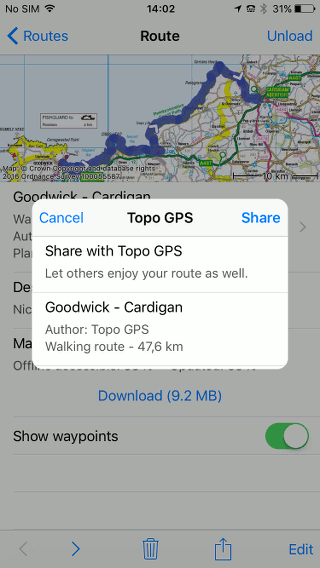 No SIM 14:02 31%
Routes Route Unload
FISHGUARD to
GOODWICK
CARDIGAN
ABERTEIFI
Map: © Crown Copyright and database rights
2016 Ordnance Survey
10 km
Goodwick - Cardigan
Wa
Aut
Pla
Cancel Topo GPS Share
Share with Topo GPS
Let others enjoy your route as well.
Goodwick - Cardigan
Author: Topo GPS
Walking route - 47,6 km
De
Nic
Ma
Download (9.2 MB)
Show waypoints
Edit